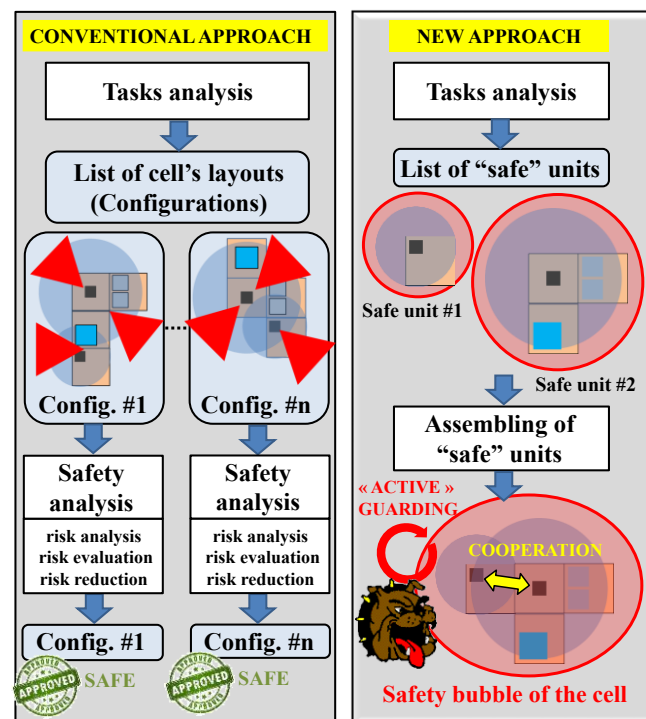 CONVENTIONAL APPROACH
Tasks analysis
List of cell's layouts
(Configurations)
Config. #1
Config. #n
Safety
analysis
risk analysis
risk evaluation
risk reduction
Safety
analysis
risk analysis
risk evaluation
risk reduction
Config. #1
Config. #n
APPROVED
SAFE
APPROVED
SAFE
NEW APPROACH
Tasks analysis
List of “safe” units
Safe unit #1
Safe unit #2
Assembling of
“safe” units
« ACTIVE »
GUARDING
COOPERATION
Safety bubble of the cell